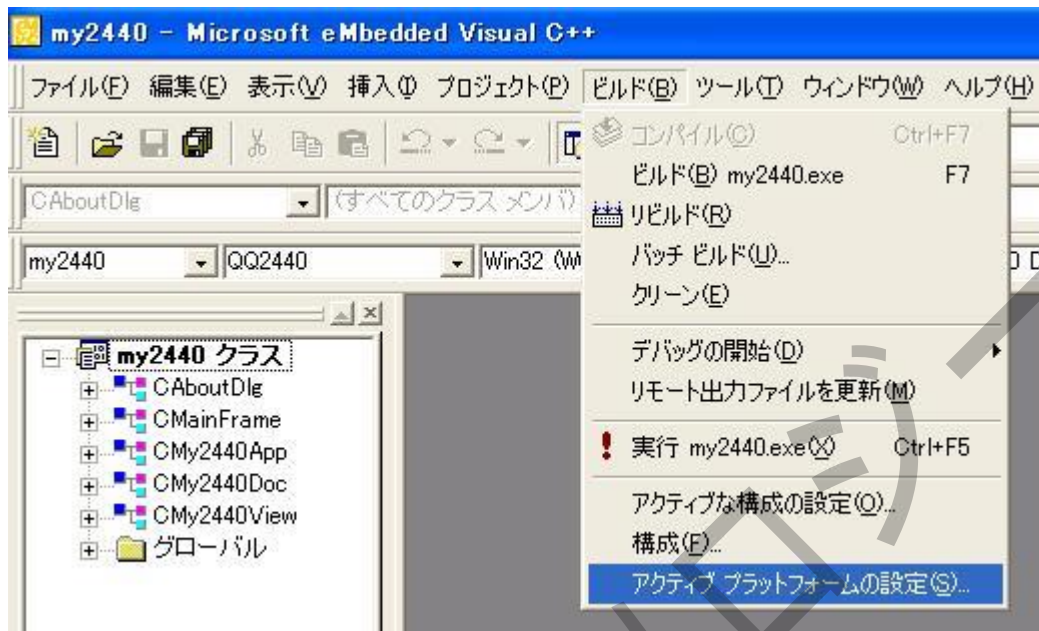 my2440 - Microsoft eMbedded Visual C++
ファイル(F) 編集(E) 表示(V) 挿入(I) プロジェクト(P) ビルド(B) ツール(T) ウィンドウ(W) ヘルプ(H)
コンパイル(C) Ctrl+F7
ビルド(B) my2440.exe F7
CAboutDlg (すべてのクラス メンバ)
リビルド(R)
バッチ ビルド(U)...
my2440 QQ2440 Win32
クリーン(E)
デバッグの開始(D)
リモート出力ファイルを更新(M)
実行 my2440.exe(X) Ctrl+F5
アクティブな構成の設定(O)...
構成(F)...
アクティブ プラットフォームの設定(S)...
my2440 クラス
CAboutDlg
CMainFrame
CMy2440App
CMy2440Doc
CMy2440View
グローバル